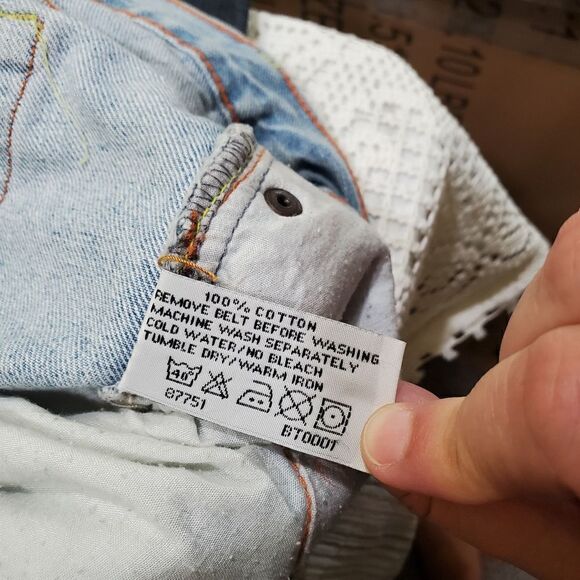 100% COTTON
REMOVE BELT BEFORE WASHING
MACHINE WASH SEPARATELY
COLD WATER/NO BLEACH
TUMBLE DRY/WARM IRON
40°
87751
BT0001